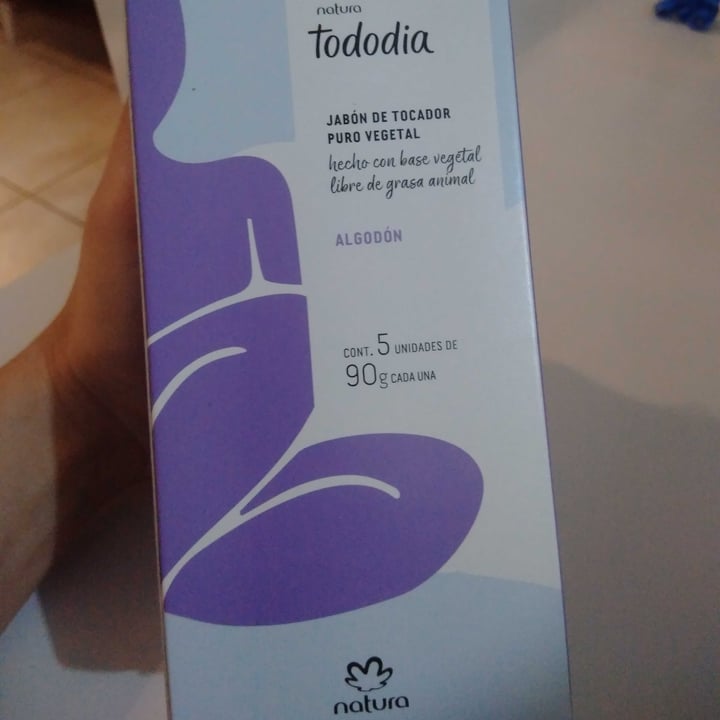 natura
Tododia
JABÓN DE TOCADOR
PURO VEGETAL
hecho con base vegetal
libre de grasa animal
ALGODÓN
CONT. 5 UNIDADES DE
90g CADA UNA
natura